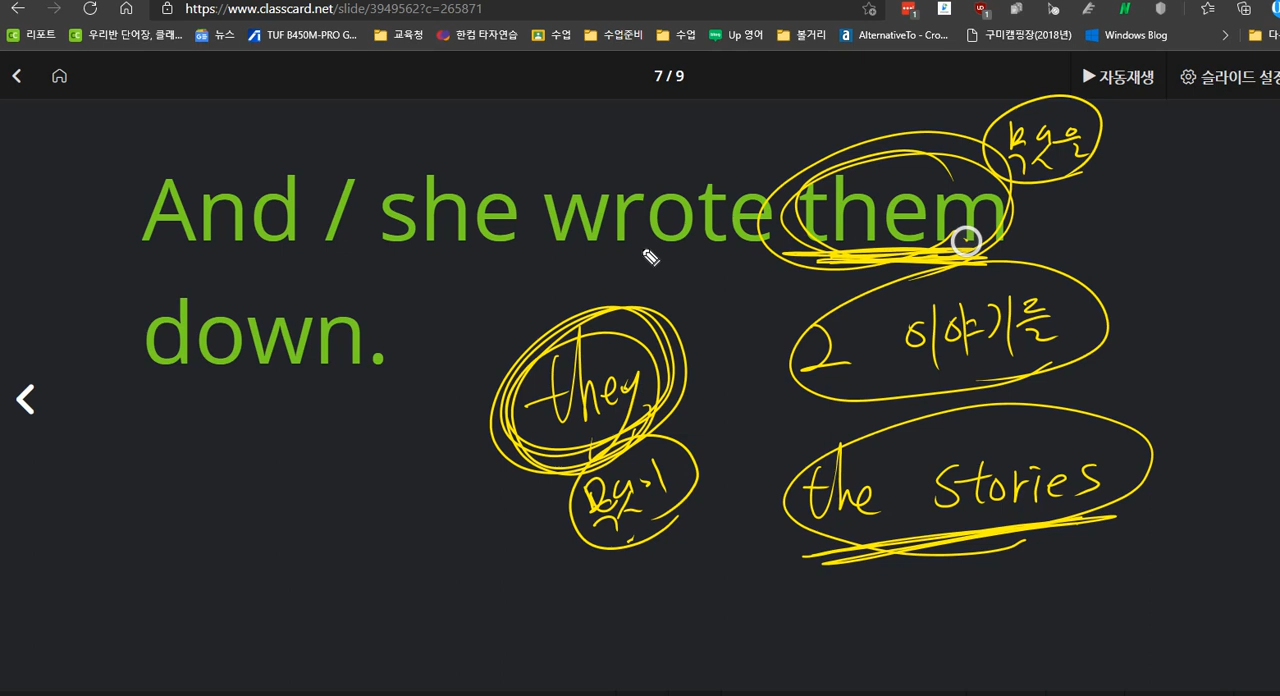 https://www.classcard.net/slide/3949562?c=265871
리포트 우리반 단어장, 클래... 뉴스 TUF B450M-PRO G... 교육청 한컴 타자연습 수업 수업준비 수업 Up 영어 볼거리 AlternativeTo - Cro... 구미캠핑장(2018년) Windows Blog
7 / 9
자동재생
슬라이드 설정
And / she wrote them
down.
그 이야기를
they
the stories